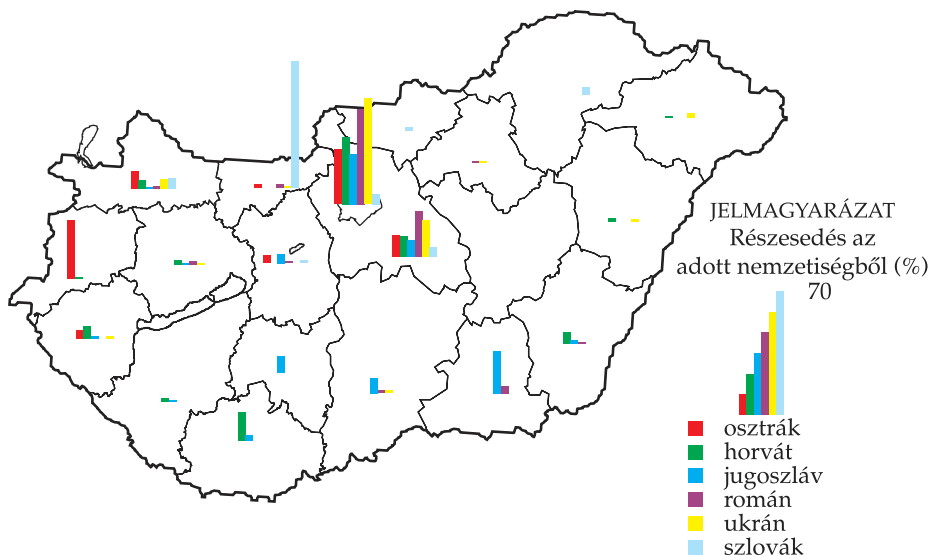 JELMAGYARÁZAT
Részesedés az
adott nemzetiségből (%)
70
osztrák
horvát
jugoszláv
román
ukrán
szlovák